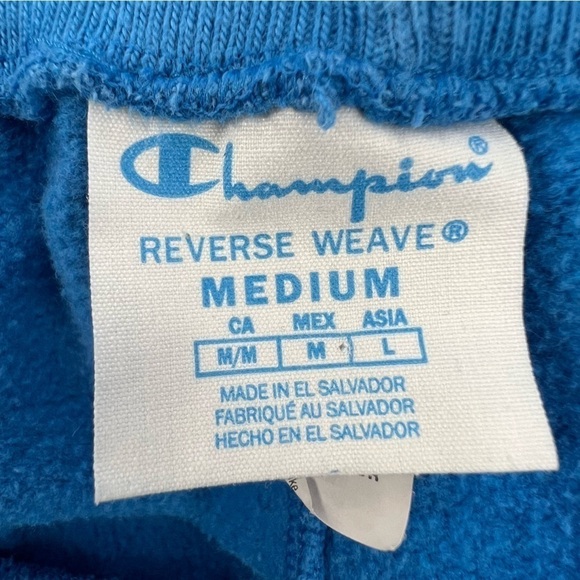 Champion®
REVERSE WEAVE®
MEDIUM
CA MEX ASIA
M/M M L
MADE IN EL SALVADOR
FABRIQUÉ AU SALVADOR
HECHO EN EL SALVADOR